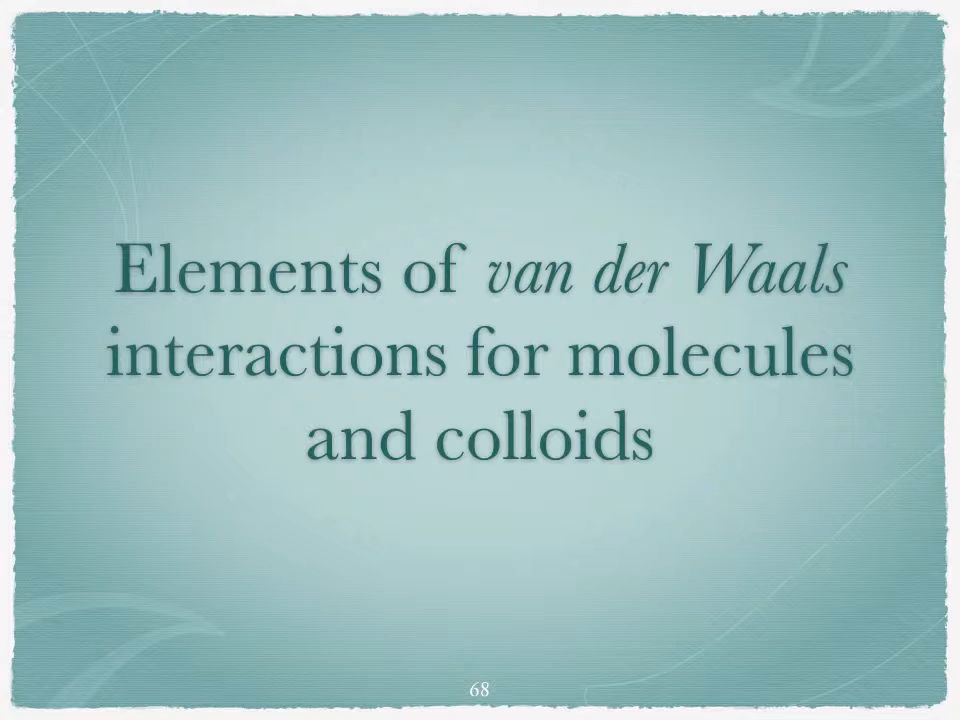 Elements of van der Waals
interactions for molecules
and colloids
68